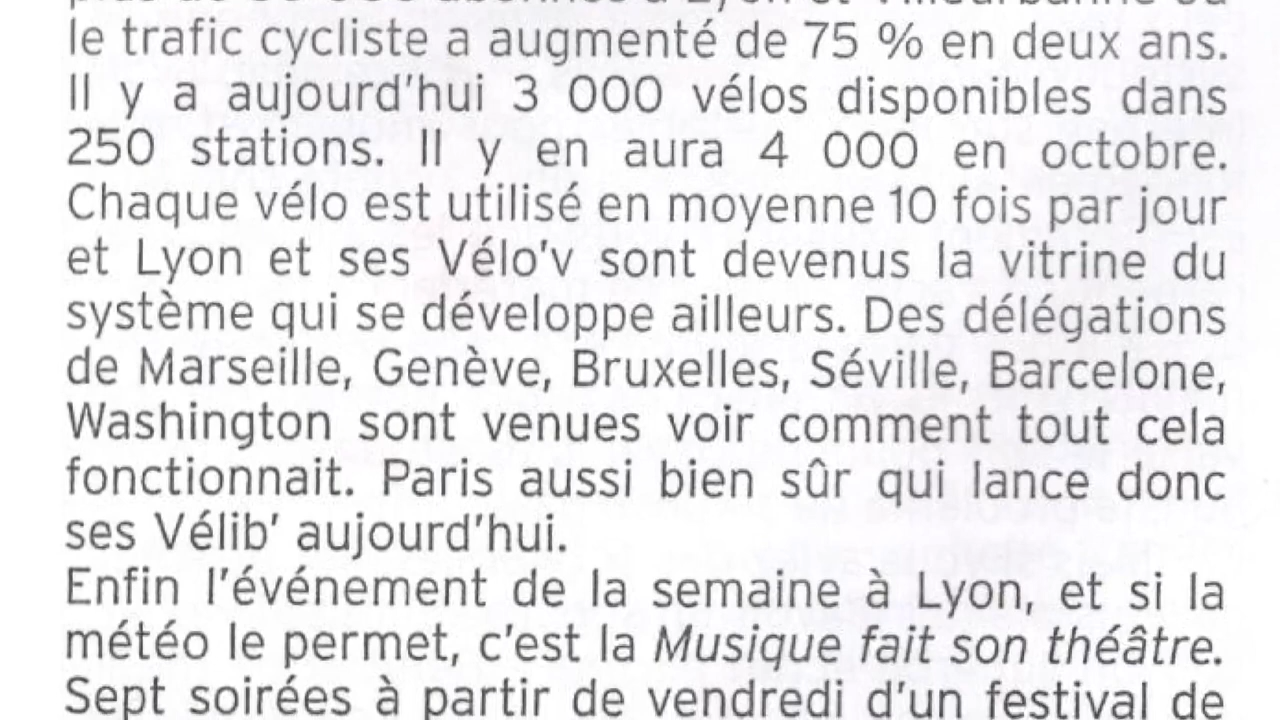 le trafic cycliste a augmenté de 75 % en deux ans.
Il y a aujourd'hui 3 000 vélos disponibles dans
250 stations. Il y en aura 4 000 en octobre.
Chaque vélo est utilisé en moyenne 10 fois par jour
et Lyon et ses Vélo'v sont devenus la vitrine du
système qui se développe ailleurs. Des délégations
de Marseille, Genève, Bruxelles, Séville, Barcelone,
Washington sont venues voir comment tout cela
fonctionnait. Paris aussi bien sûr qui lance donc
ses Vélib' aujourd'hui.
Enfin l'événement de la semaine à Lyon, et si la
météo le permet, c'est la Musique fait son théâtre.
Sept soirées à partir de vendredi d'un festival de